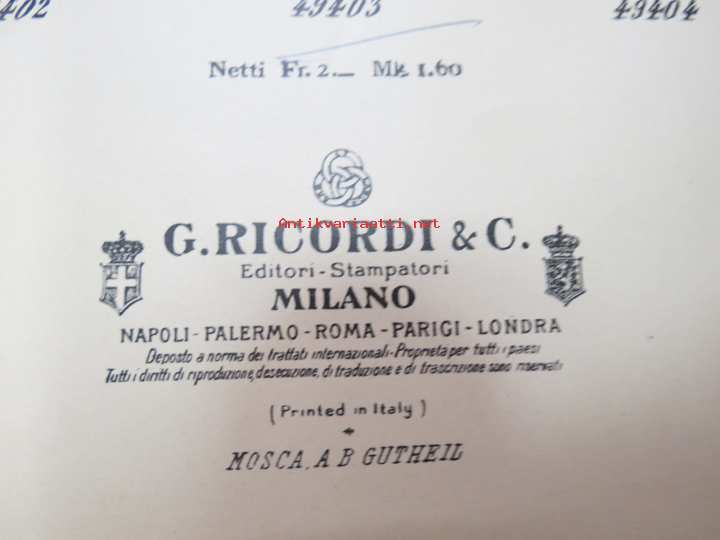 402 49403 49404
Netti Fr. 2.— Mk 1.60
Antikvariaatti.net
G. RICORDI & C.
Editori - Stampatori
MILANO
NAPOLI - PALERMO - ROMA - PARIGI - LONDRA
Deposto a norma dei trattati internazionali - Proprietà per tutti i paesi
Tutti i diritti di riproduzione, d'esecuzione, di traduzione e di trascrizione sono riservati
(Printed in Italy)
MOSCA, A B GUTHEIL